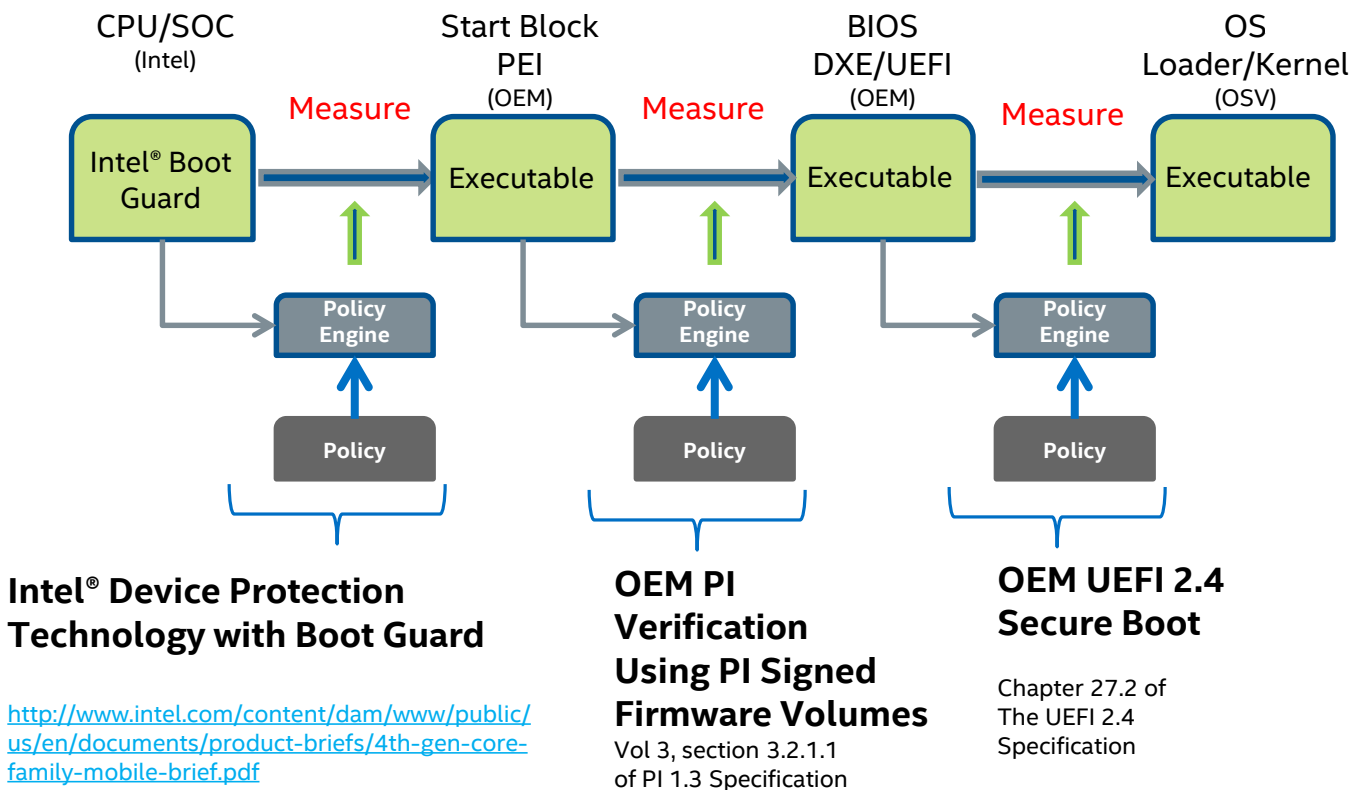 CPU/SOC
(Intel)
Start Block
PEI
(OEM)
BIOS
DXE/UEFI
(OEM)
OS
Loader/Kernel
(OSV)
Measure
Measure
Measure
Intel® Boot
Guard
Executable
Executable
Executable
Policy
Engine
Policy
Engine
Policy
Engine
Policy
Policy
Policy
Intel® Device Protection
Technology with Boot Guard
http://www.intel.com/content/dam/www/public/
us/en/documents/product-briefs/4th-gen-core-
family-mobile-brief.pdf
OEM PI
Verification
Using PI Signed
Firmware Volumes
Vol 3, section 3.2.1.1
of PI 1.3 Specification
OEM UEFI 2.4
Secure Boot
Chapter 27.2 of
The UEFI 2.4
Specification